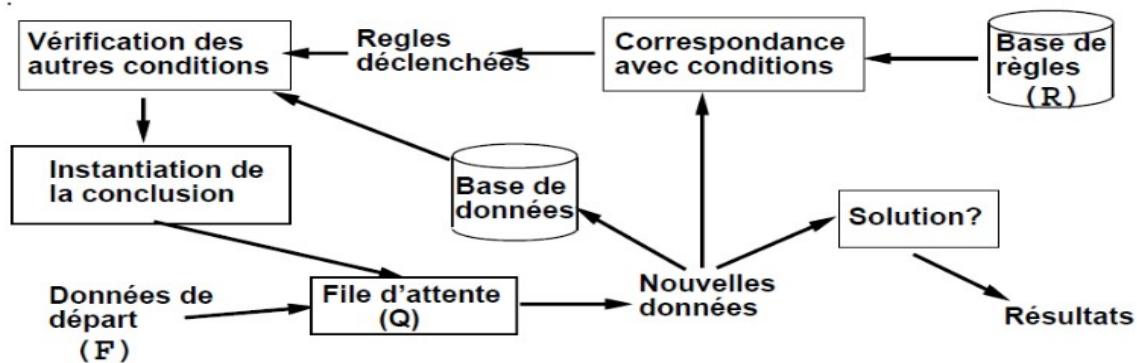 Vérification des
autres conditions
Regles
déclenchées
Correspondance
avec conditions
Base de
règles
(R)
Instantiation de
la conclusion
Base de
données
Solution?
Données de
départ
(F)
File d'attente
(Q)
Nouvelles
données
Résultats